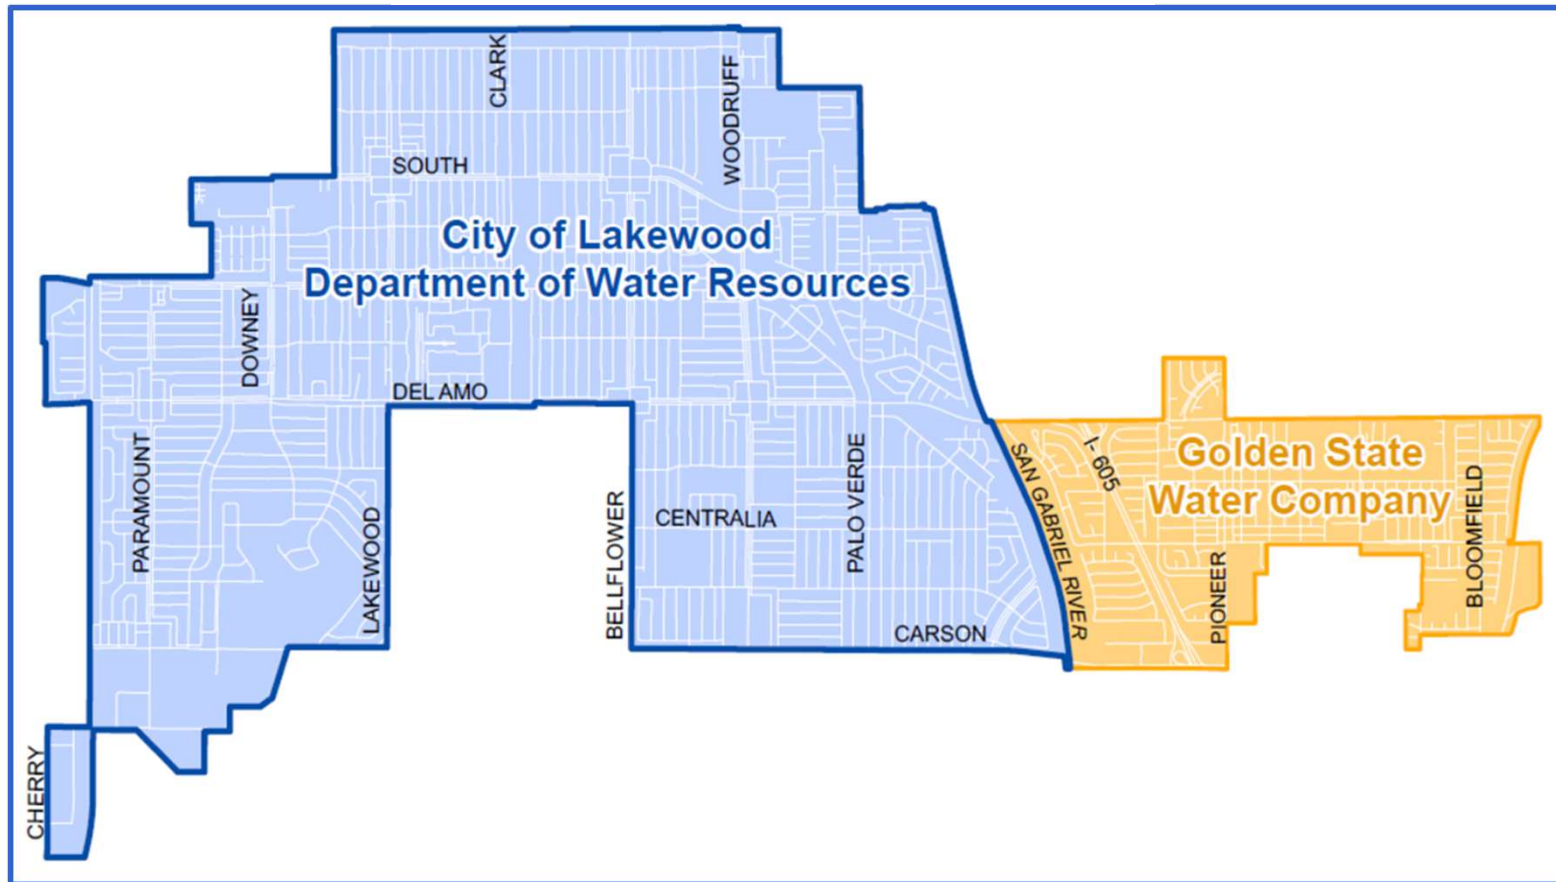 CLARK
WOODRUFF
SOUTH
City of Lakewood
Department of Water Resources
DOWNEY
DEL AMO
PARAMOUNT
LAKEWOOD
BELLFLOWER
CENTRALIA
PALO VERDE
CARSON
SAN GABRIEL RIVER
I- 605
Golden State
Water Company
PIONEER
BLOOMFIELD
CHERRY